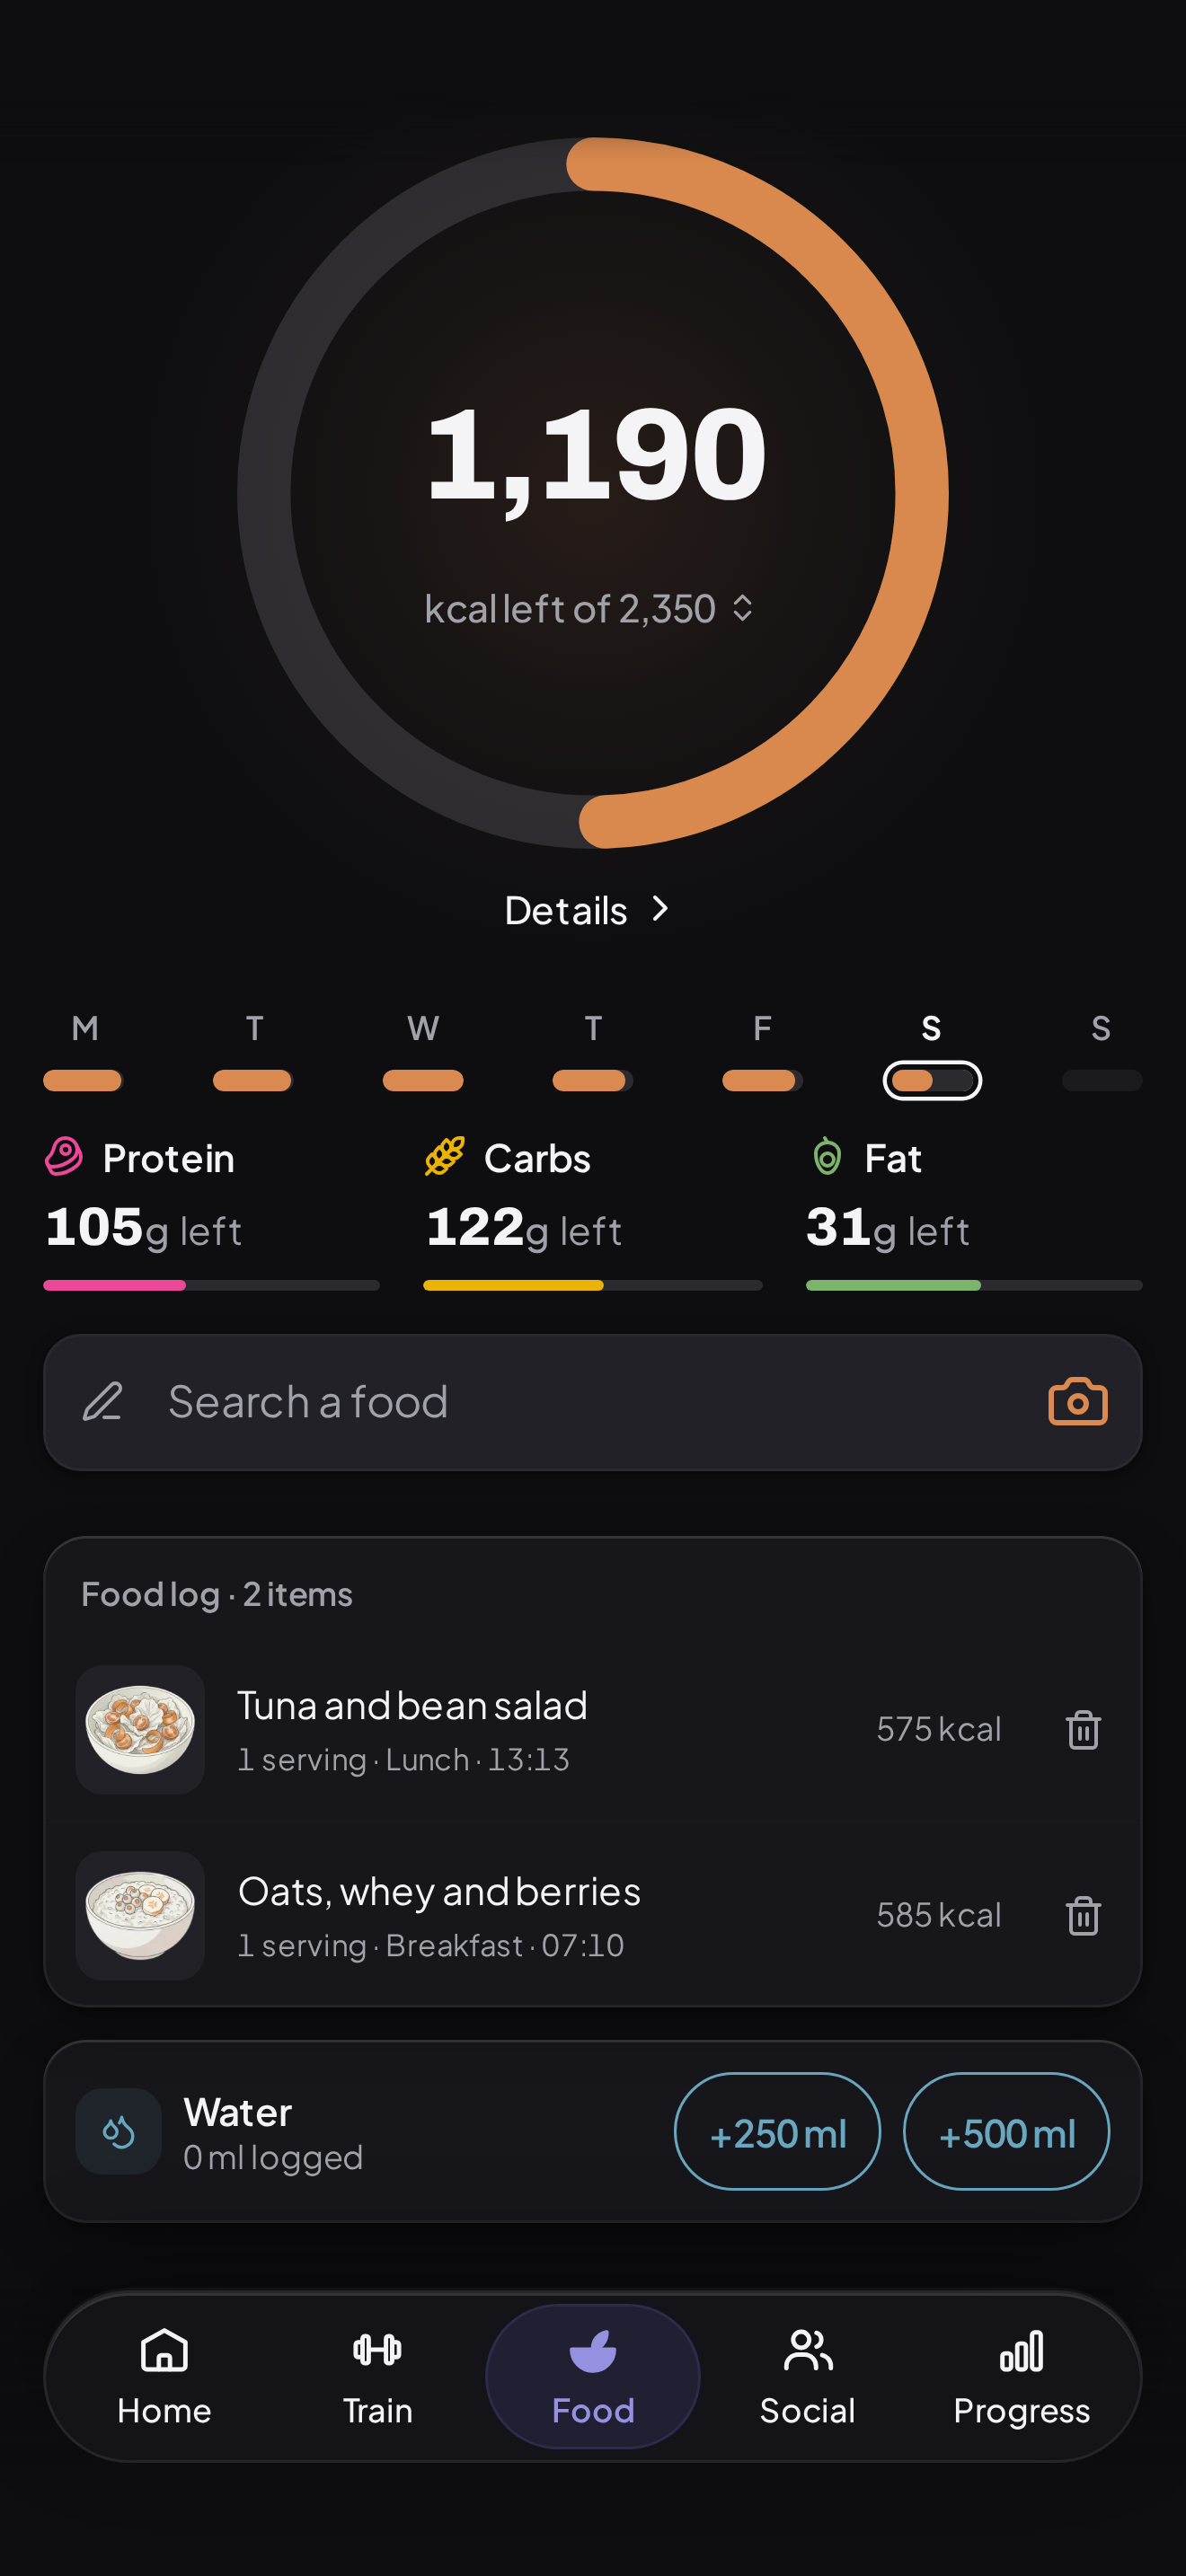 1,190
kcal left of 2,350
Details
M T W T F S S
Protein Carbs Fat
105g left 122g left 31g left
Search a food
Food log · 2 items
Tuna and bean salad
575 kcal
1 serving · Lunch · 13:13
Oats, whey and berries
585 kcal
1 serving · Breakfast · 07:10
Water
0 ml logged
+250 ml +500 ml
Home Train Food Social Progress